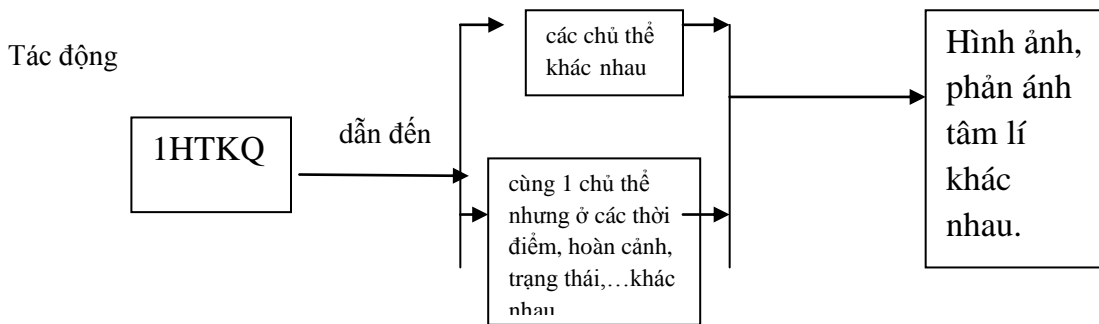 Tác động
1HTKQ
dẫn đến
các chủ thể
khác nhau
cùng 1 chủ thể
nhưng ở các thời
điểm, hoàn cảnh,
trạng thái,…khác
nhau
Hình ảnh,
phản ánh
tâm lí
khác
nhau.